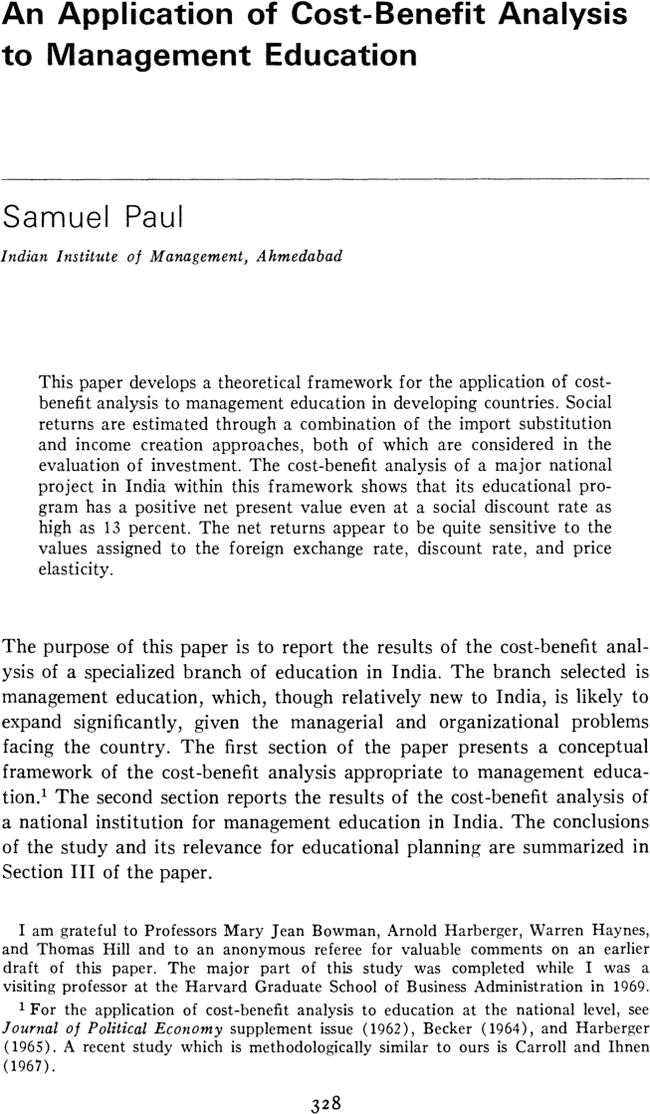 An Application of Cost-Benefit Analysis
to Management Education
Samuel Paul
Indian Institute of Management, Ahmedabad
This paper develops a theoretical framework for the application of cost-
benefit analysis to management education in developing countries. Social
returns are estimated through a combination of the import substitution
and income creation approaches, both of which are considered in the
evaluation of investment. The cost-benefit analysis of a major national
project in India within this framework shows that its educational pro-
gram has a positive net present value even at a social discount rate as
high as 13 percent. The net returns appear to be quite sensitive to the
values assigned to the foreign exchange rate, discount rate, and price
elasticity.
The purpose of this paper is to report the results of the cost-benefit anal-
ysis of a specialized branch of education in India. The branch selected is
management education, which, though relatively new to India, is likely to
expand significantly, given the managerial and organizational problems
facing the country. The first section of the paper presents a conceptual
framework of the cost-benefit analysis appropriate to management educa-
tion.¹ The second section reports the results of the cost-benefit analysis of
a national institution for management education in India. The conclusions
of the study and its relevance for educational planning are summarized in
Section III of the paper.
I am grateful to Professors Mary Jean Bowman, Arnold Harberger, Warren Haynes,
and Thomas Hill and to an anonymous referee for valuable comments on an earlier
draft of this paper. The major part of this study was completed while I was a
visiting professor at the Harvard Graduate School of Business Administration in 1969.
¹ For the application of cost-benefit analysis to education at the national level, see
Journal of Political Economy supplement issue (1962), Becker (1964), and Harberger
(1965). A recent study which is methodologically similar to ours is Carroll and Ihnen
(1967).
328